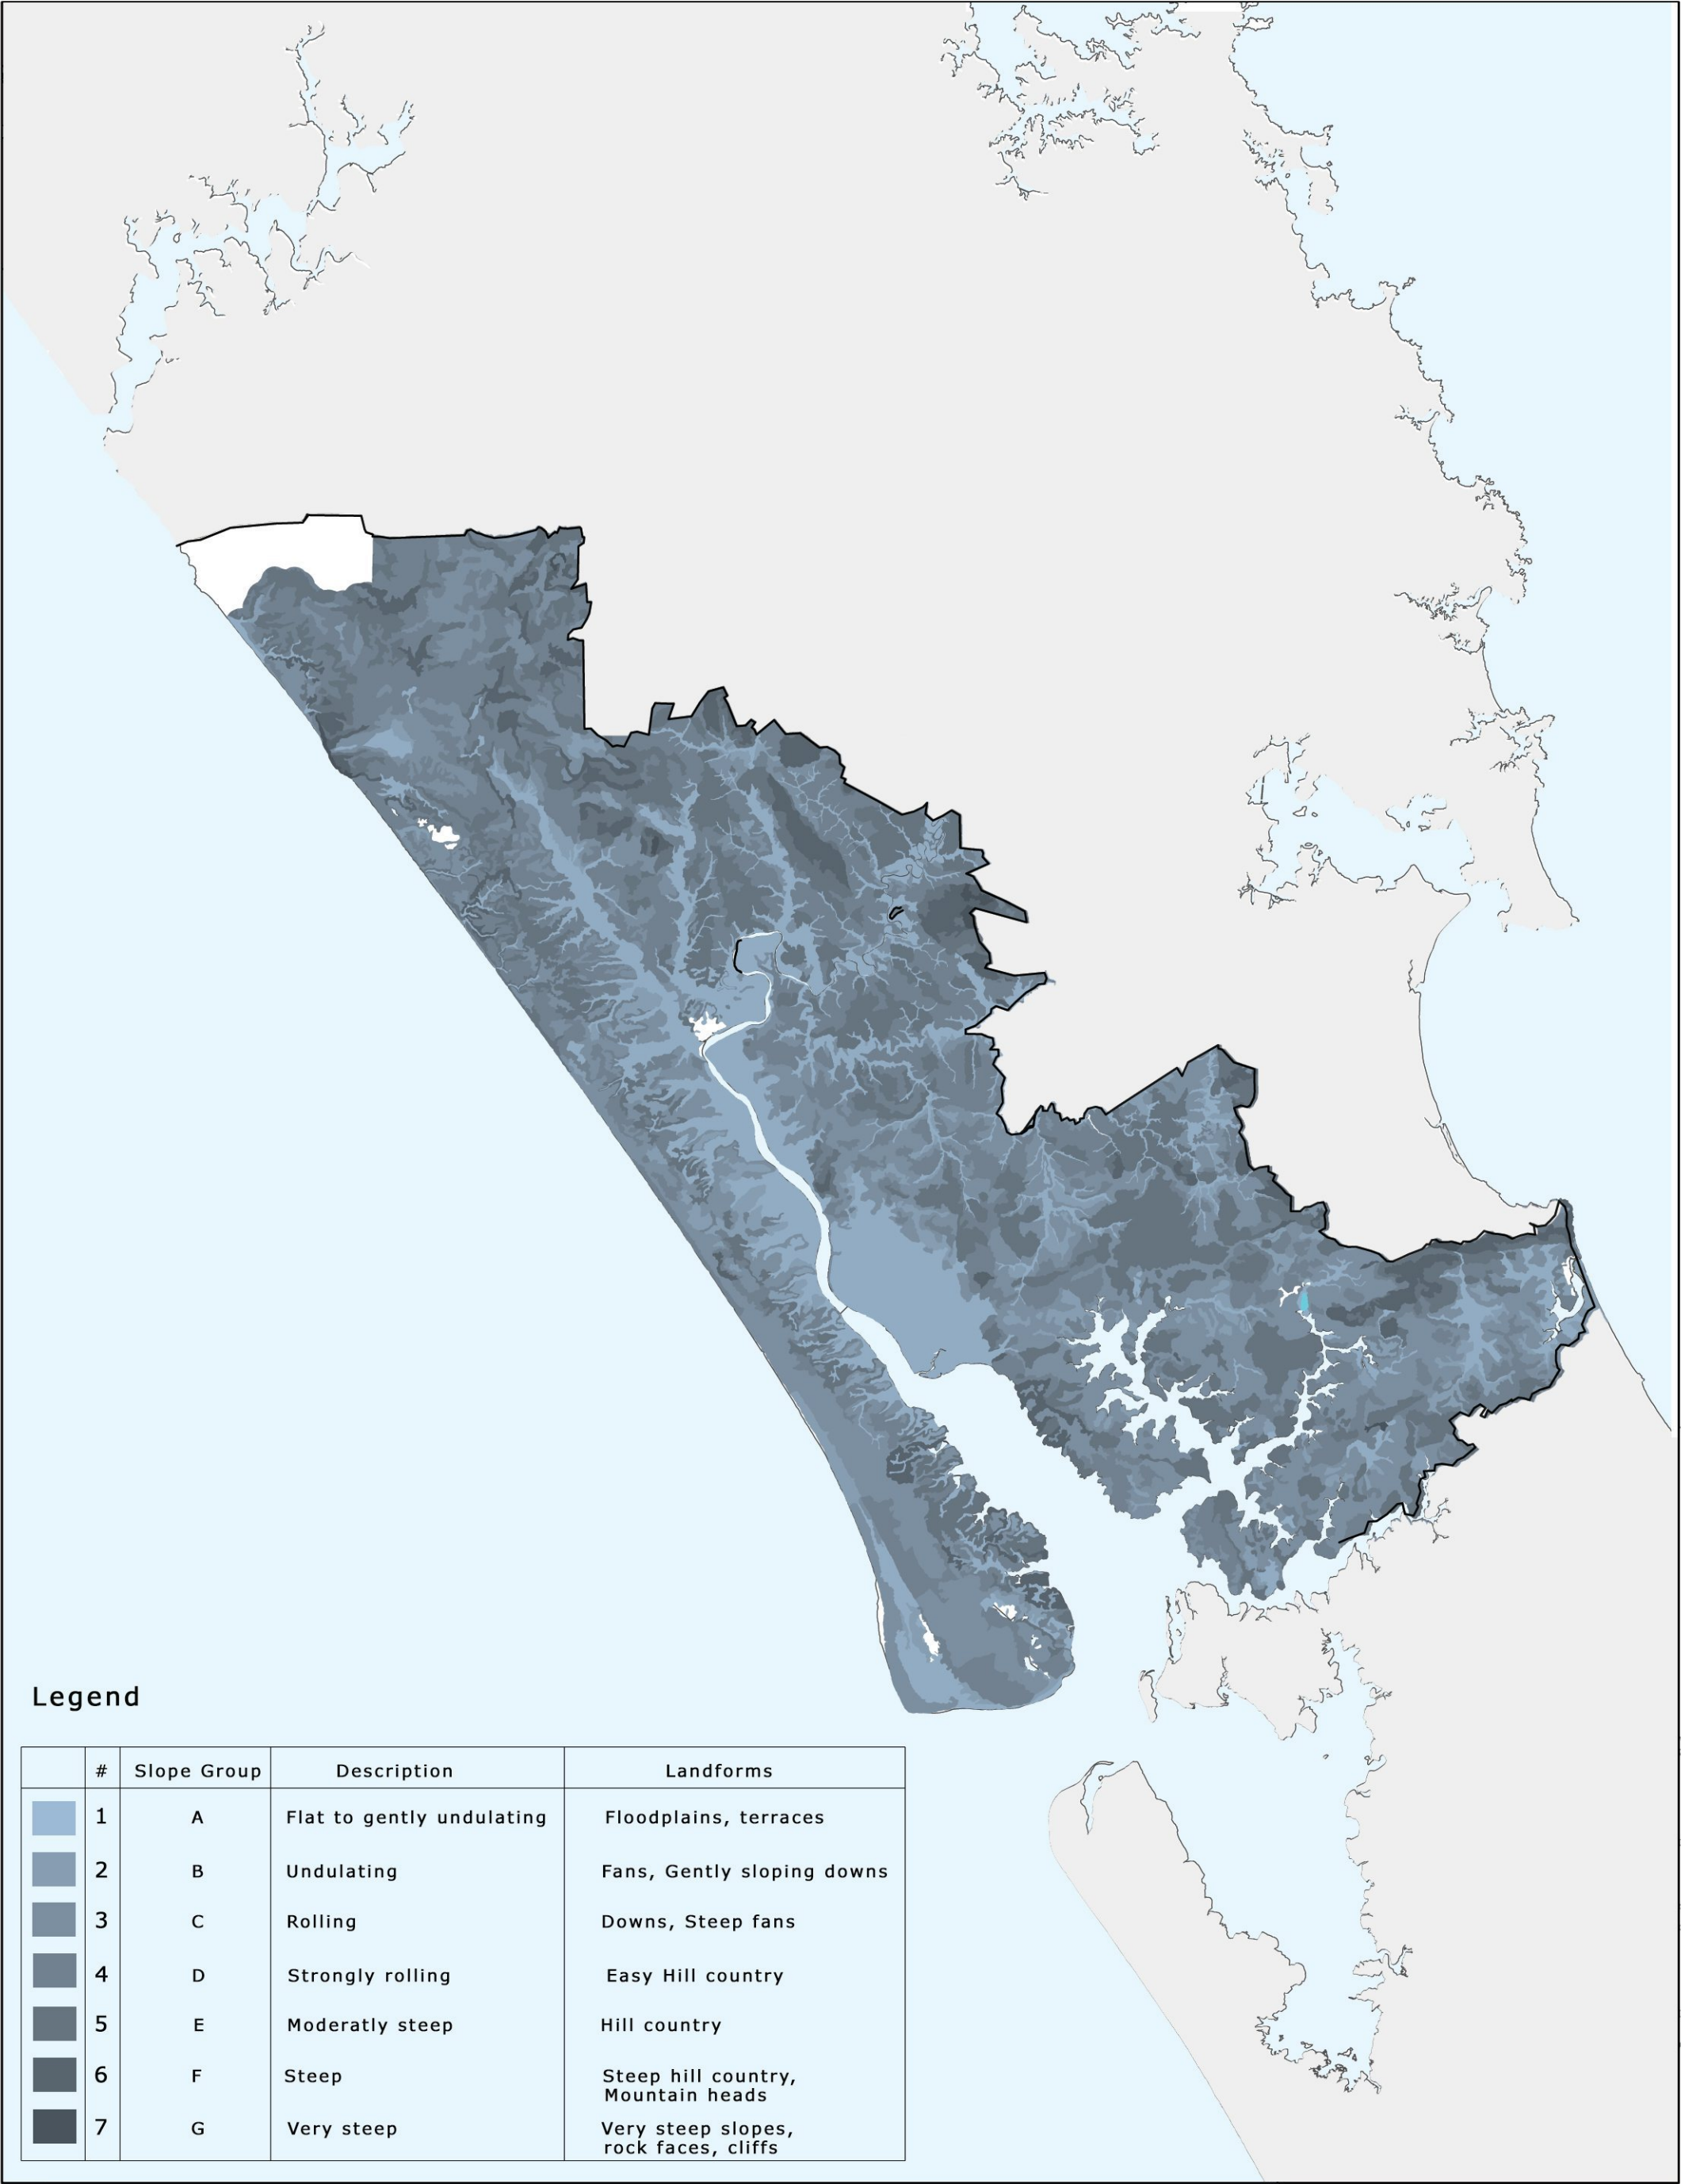 Legend
# Slope Group Description Landforms
1 A Flat to gently undulating Floodplains, terraces
2 B Undulating Fans, Gently sloping downs
3 C Rolling Downs, Steep fans
4 D Strongly rolling Easy Hill country
5 E Moderatly steep Hill country
6 F Steep Steep hill country,
Mountain heads
7 G Very steep Very steep slopes,
rock faces, cliffs